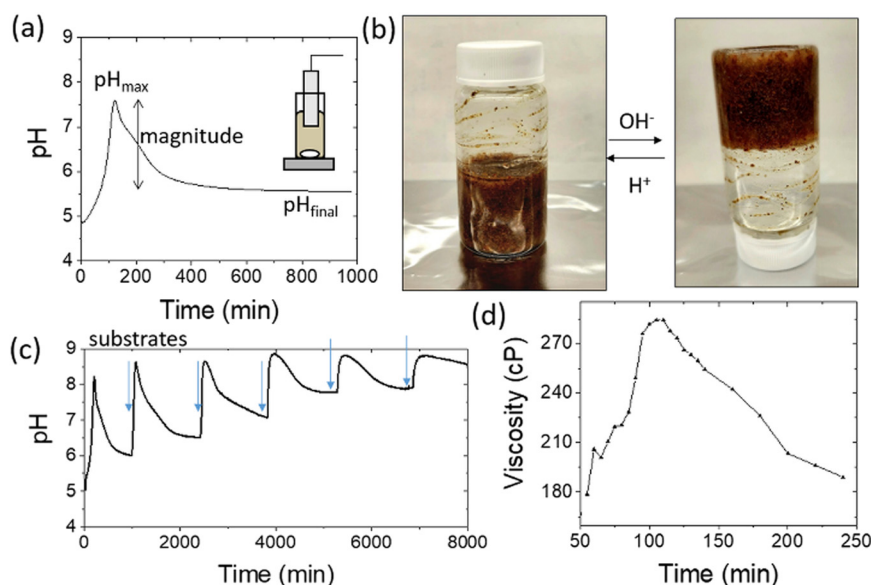 (a)
9
8
7
6
5
4
pH
pH_max
magnitude
pH_final
0 200 400 600 800 1000
Time (min)
(b)
OH⁻
H⁺
(c)
substrates
9
8
7
6
5
4
pH
0 2000 4000 6000 8000
Time (min)
(d)
270
240
210
180
Viscosity (cP)
50 100 150 200 250
Time (min)